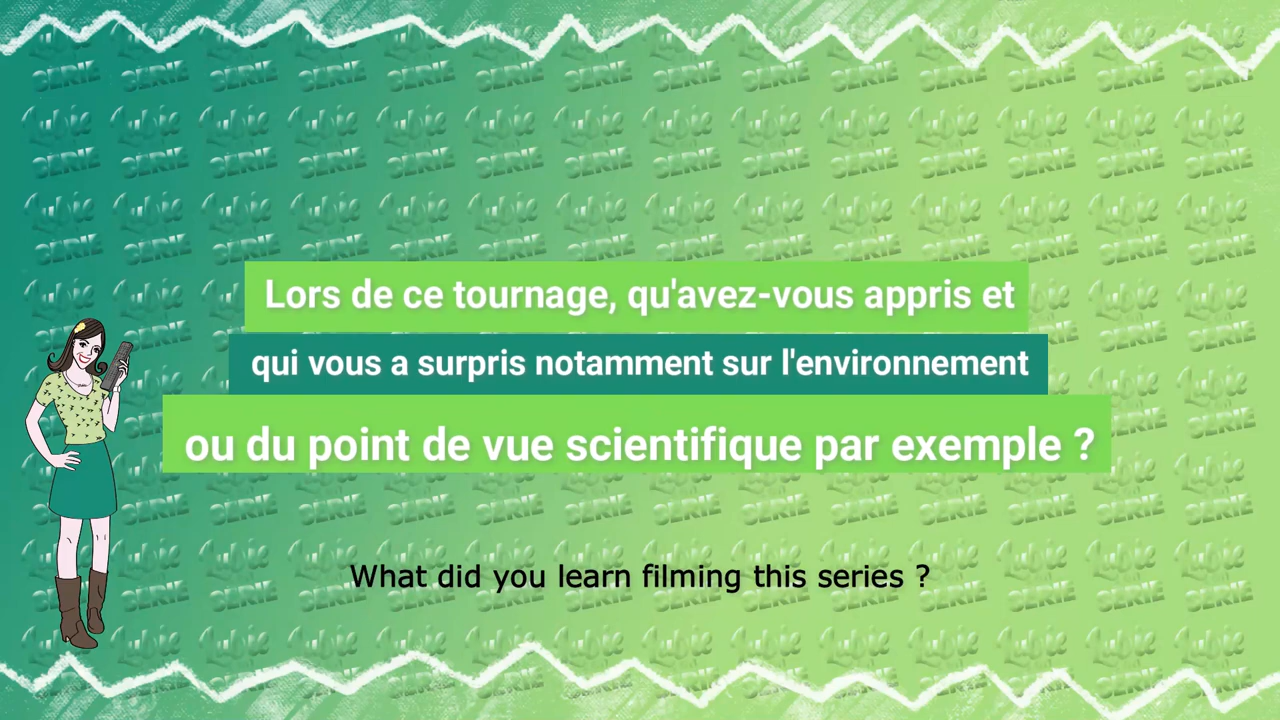 Lors de ce tournage, qu'avez-vous appris et
qui vous a surpris notamment sur l'environnement
ou du point de vue scientifique par exemple ?
What did you learn filming this series ?